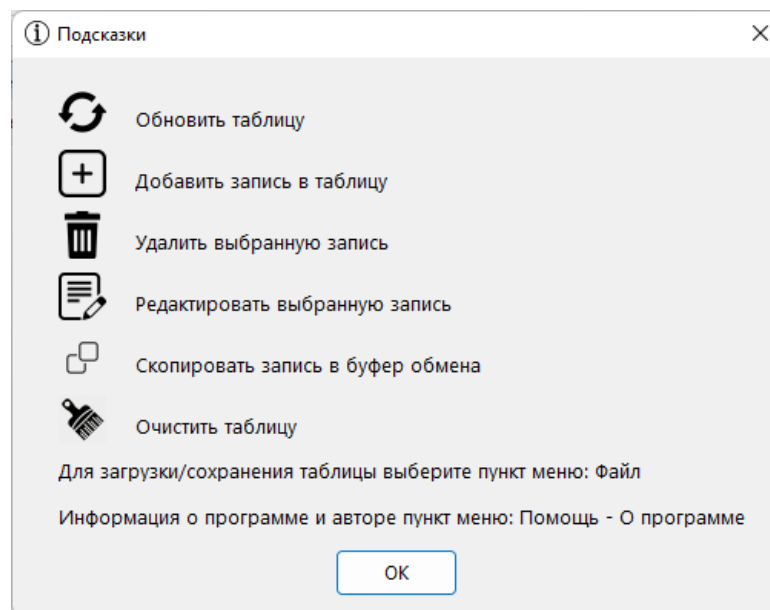 Подсказки
Обновить таблицу
Добавить запись в таблицу
Удалить выбранную запись
Редактировать выбранную запись
Скопировать запись в буфер обмена
Очистить таблицу
Для загрузки/сохранения таблицы выберите пункт меню: Файл
Информация о программе и авторе пункт меню: Помощь - О программе
ОК